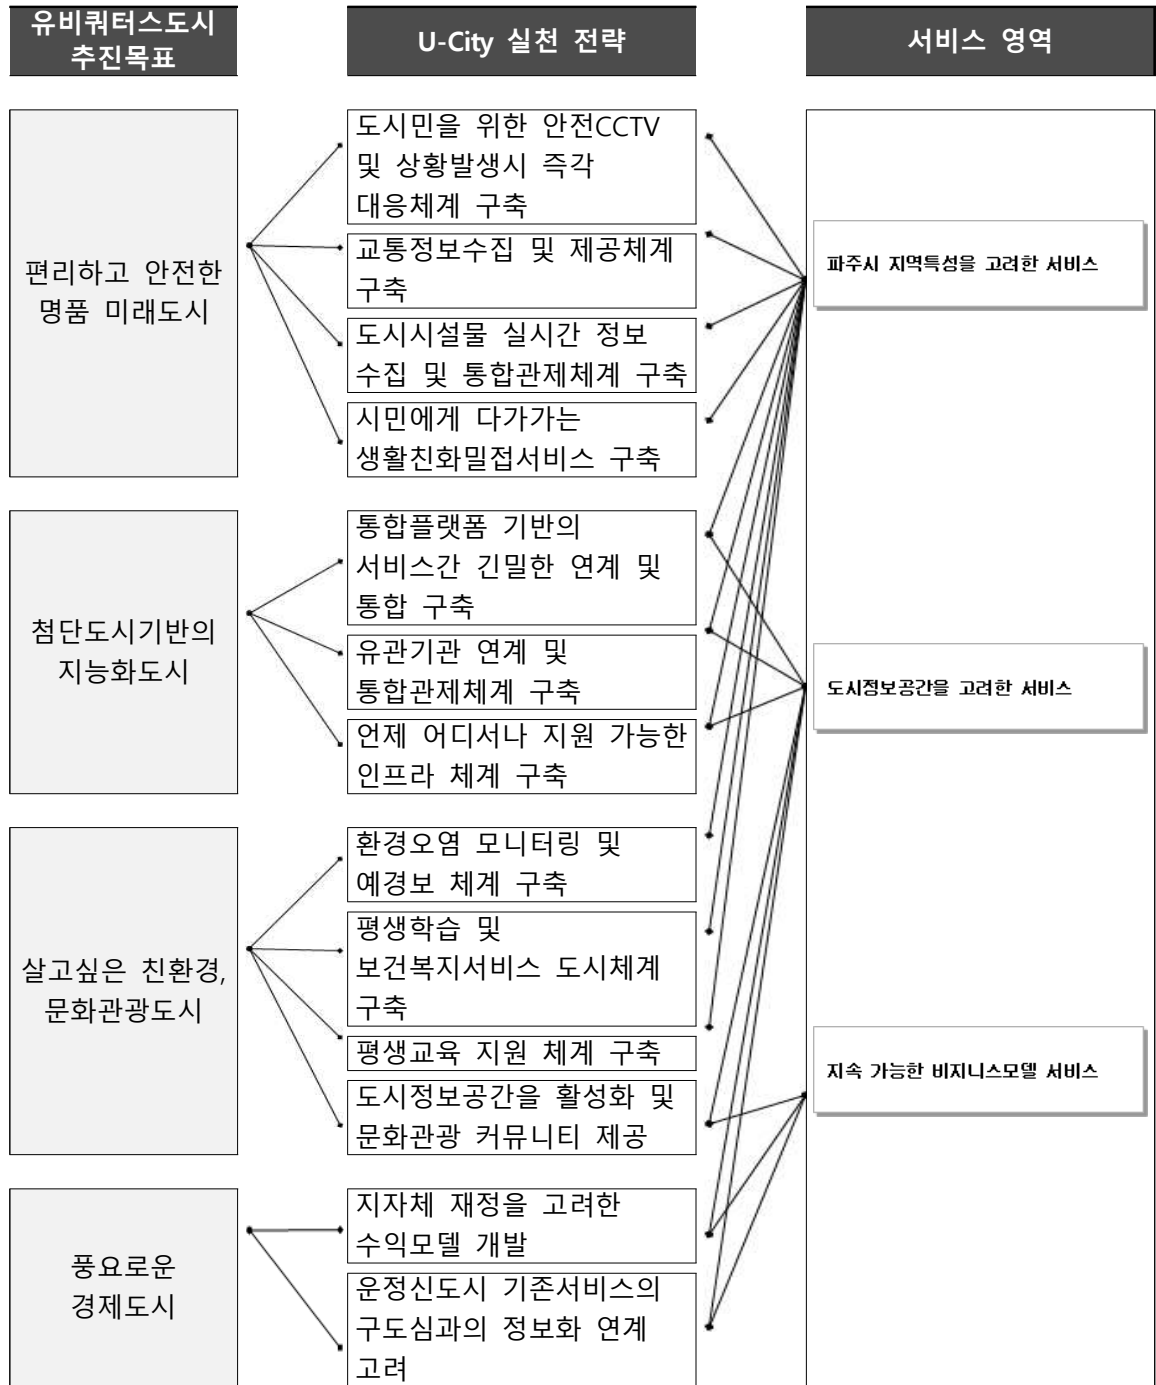 유비쿼터스도시
추진목표
U-City 실천 전략
서비스 영역
편리하고 안전한
명품 미래도시
도시민을 위한 안전CCTV
및 상황발생시 즉각
대응체계 구축
교통정보수집 및 제공체계
구축
도시시설물 실시간 정보
수집 및 통합관제체계 구축
시민에게 다가가는
생활친화밀접서비스 구축
첨단도시기반의
지능화도시
통합플랫폼 기반의
서비스간 긴밀한 연계 및
통합 구축
유관기관 연계 및
통합관제체계 구축
언제 어디서나 지원 가능한
인프라 체계 구축
살고싶은 친환경,
문화관광도시
환경오염 모니터링 및
예경보 체계 구축
평생학습 및
보건복지서비스 도시체계
구축
평생교육 지원 체계 구축
도시정보공간을 활성화 및
문화관광 커뮤니티 제공
풍요로운
경제도시
지자체 재정을 고려한
수익모델 개발
운정신도시 기존서비스의
구도심과의 정보화 연계
고려
파주시 지역특성을 고려한 서비스
도시정보공간을 고려한 서비스
지속 가능한 비지니스모델 서비스